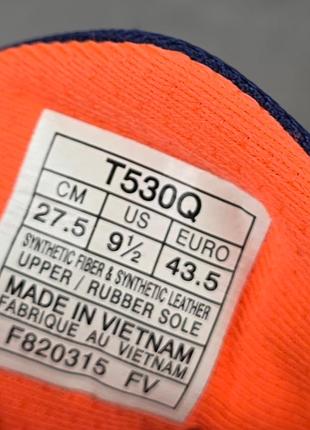 T530Q
CM US EURO
27.5 9½ 43.5
SYNTHETIC FIBER & SYNTHETIC LEATHER
UPPER / RUBBER SOLE
MADE IN VIETNAM
FABRIQUE AU VIETNAM
F820315 FV